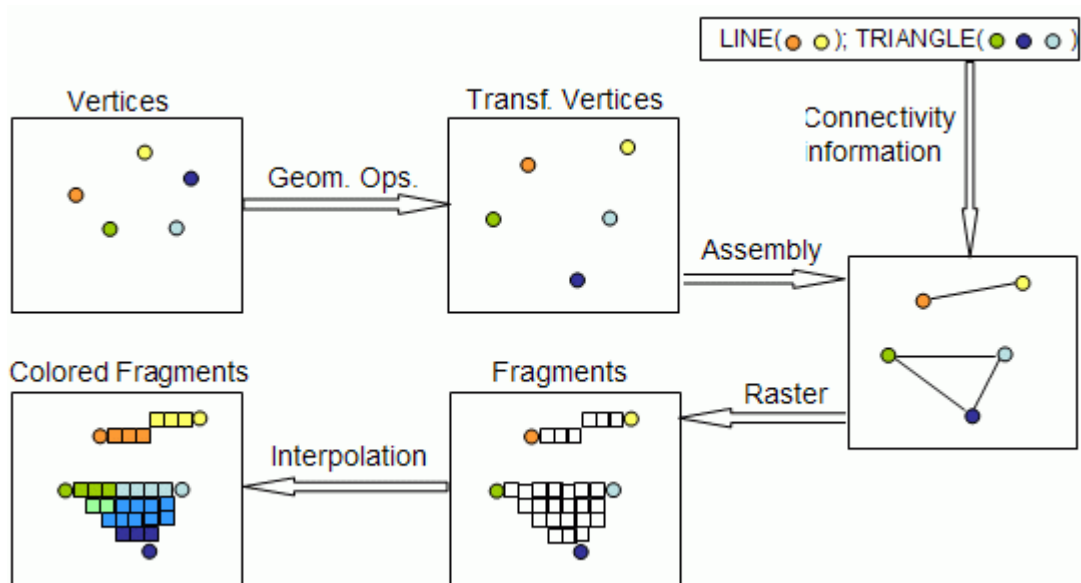 LINE( ); TRIANGLE( )
Vertices
Transf. Vertices
Connectivity
information
Geom. Ops.
Assembly
Colored Fragments
Fragments
Raster
Interpolation